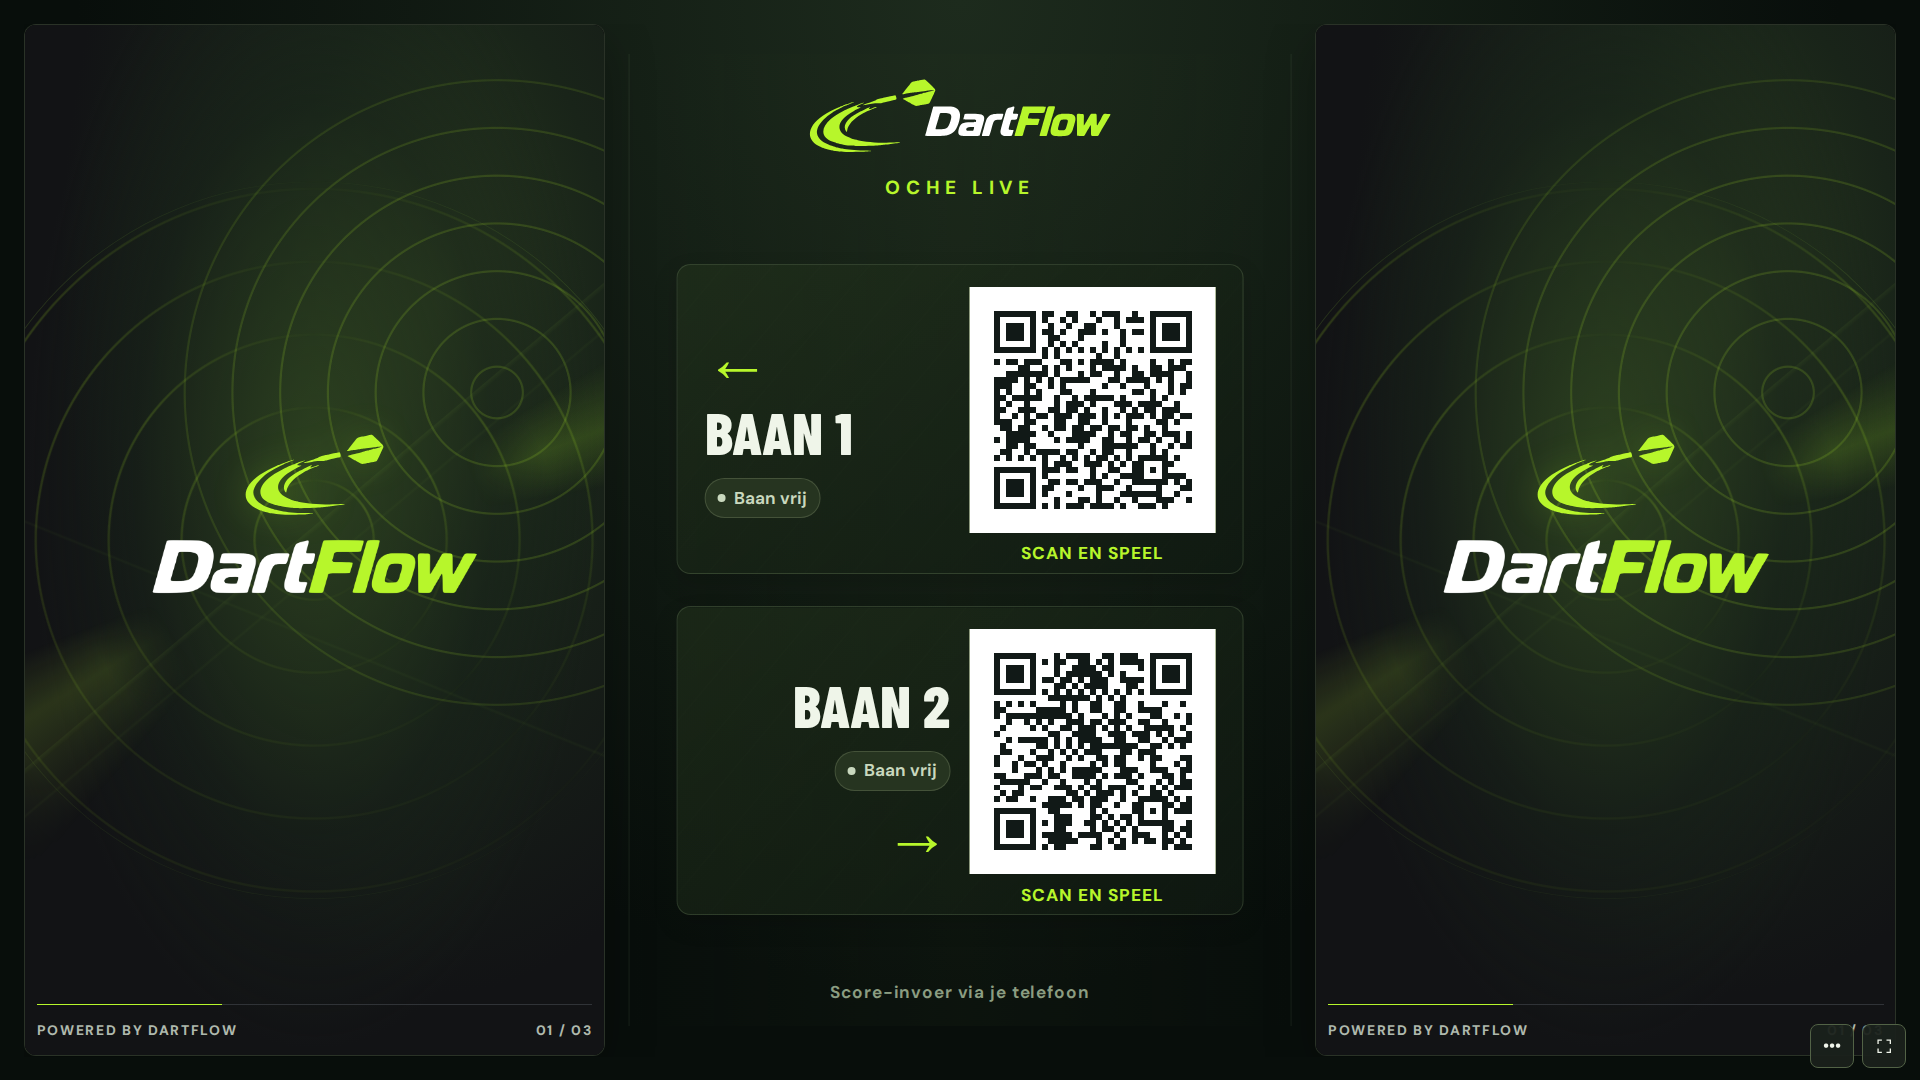 DartFlow
POWERED BY DARTFLOW
01 / 03
DartFlow
OCHE LIVE
←
BAAN 1
Baan vrij
SCAN EN SPEEL
BAAN 2
Baan vrij
→
SCAN EN SPEEL
Score-invoer via je telefoon
DartFlow
POWERED BY DARTFLOW